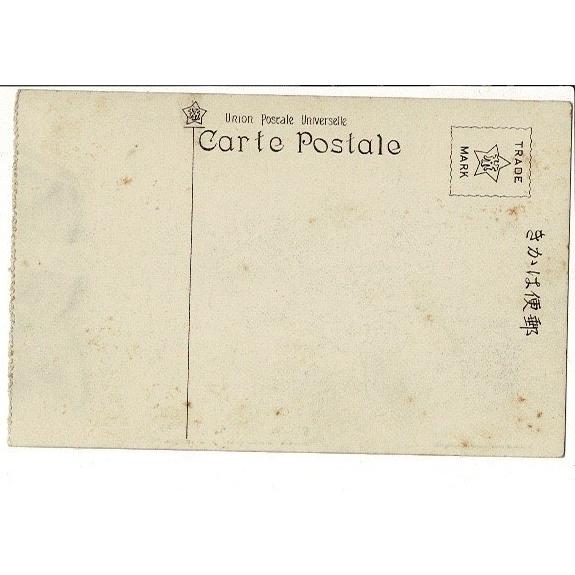 Union Postale Universelle
Carte Postale
TRADE
MARK
郵便はかき